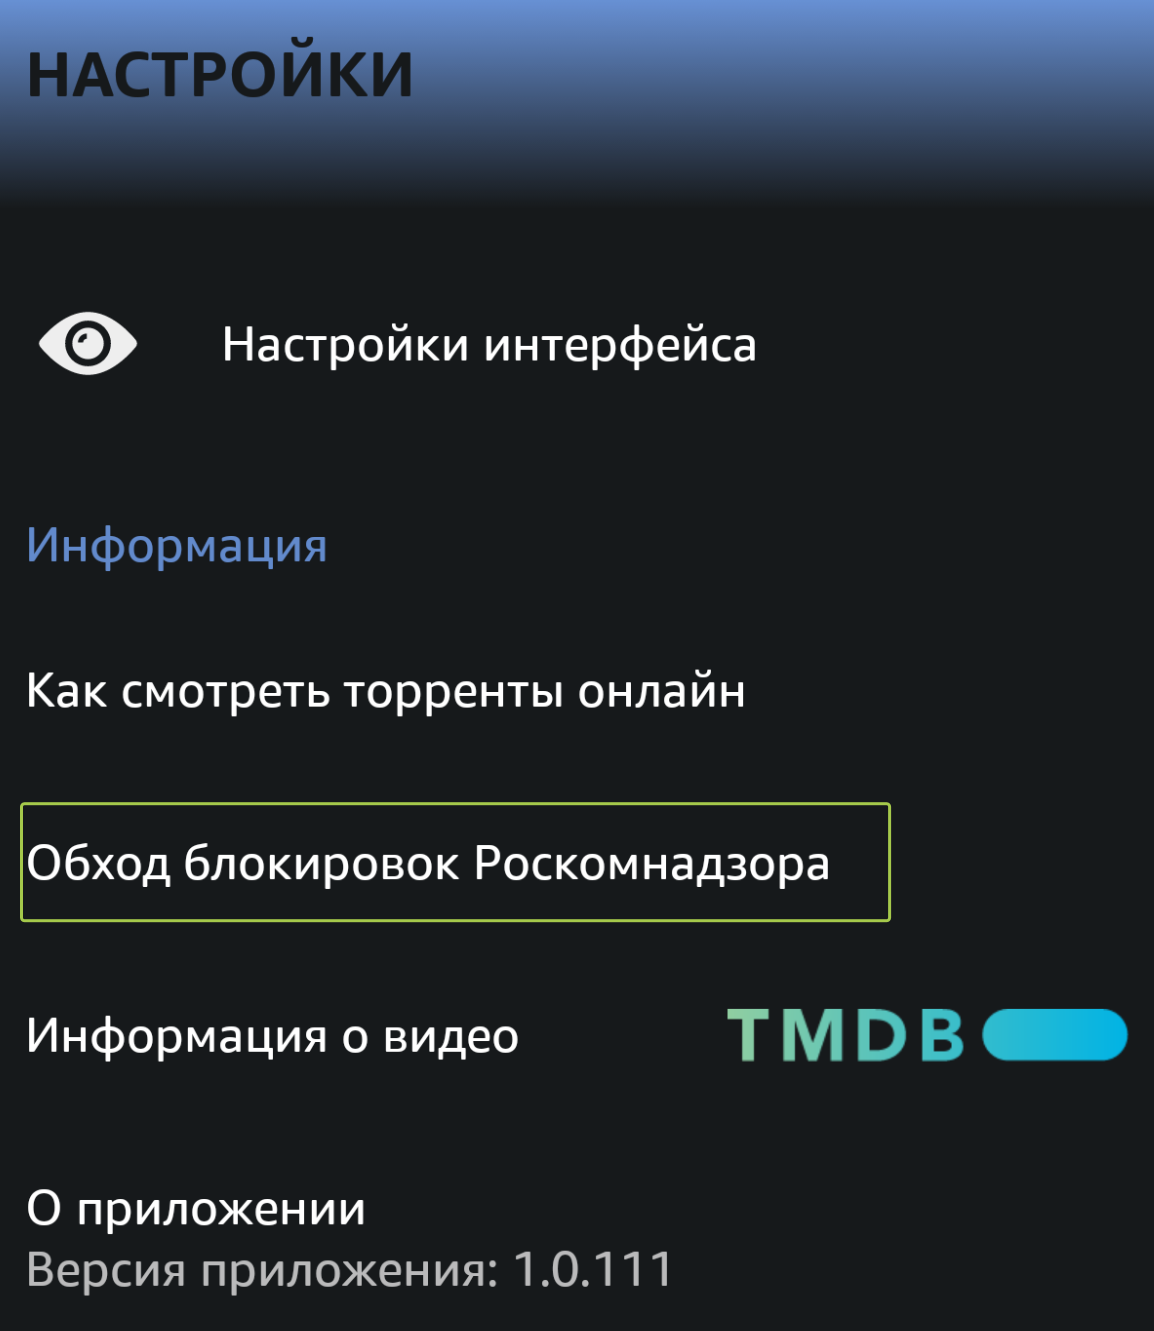 НАСТРОЙКИ
Настройки интерфейса
Информация
Как смотреть торренты онлайн
Обход блокировок Роскомнадзора
Информация о видео TMDB
О приложении
Версия приложения: 1.0.111